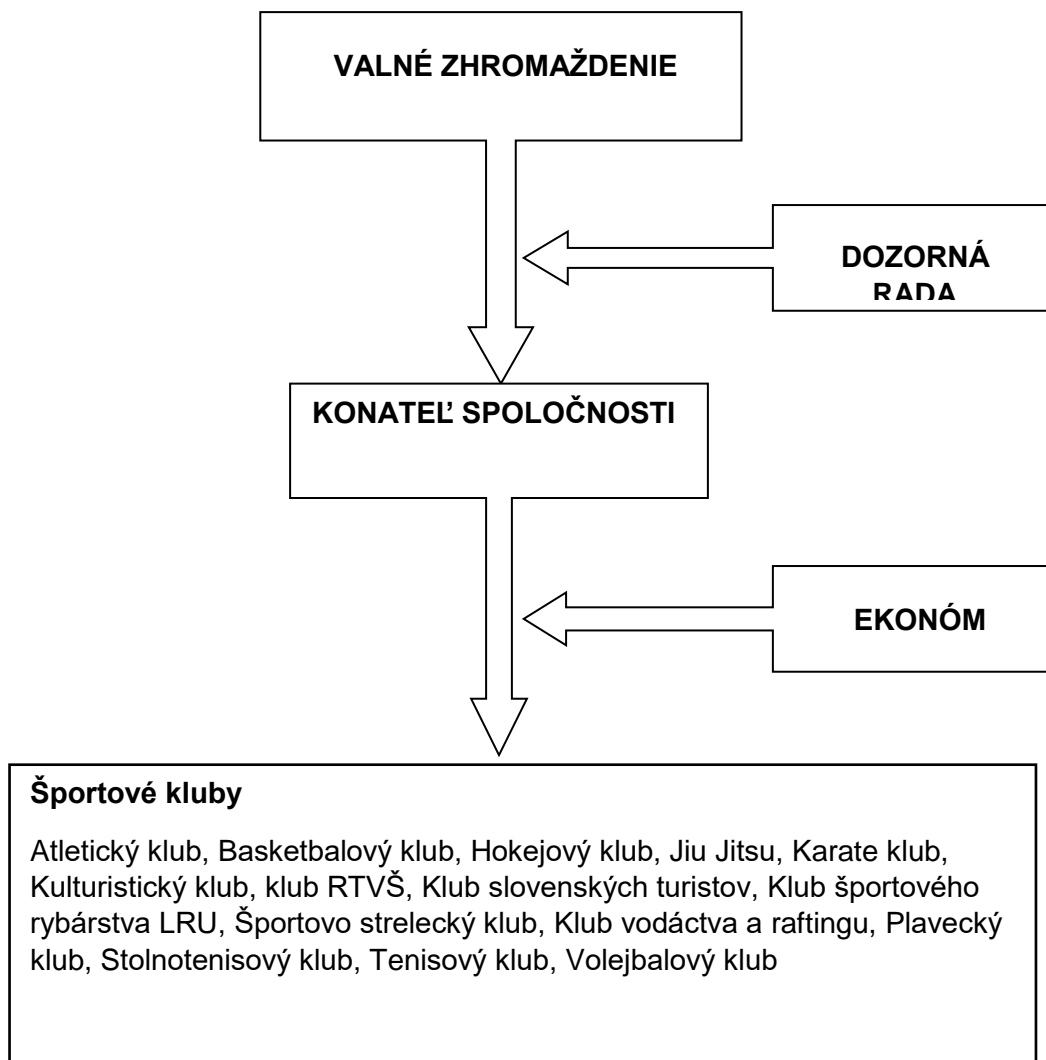 VALNÉ ZHROMAŽDENIE
DOZORNÁ
RADA
KONATEĽ SPOLOČNOSTI
EKONÓM
Športové kluby
Atletický klub, Basketbalový klub, Hokejový klub, Jiu Jitsu, Karate klub,
Kulturistický klub, klub RTVŠ, Klub slovenských turistov, Klub športového
rybárstva LRU, Športovo strelecký klub, Klub vodáctva a raftingu, Plavecký
klub, Stolnotenisový klub, Tenisový klub, Volejbalový klub